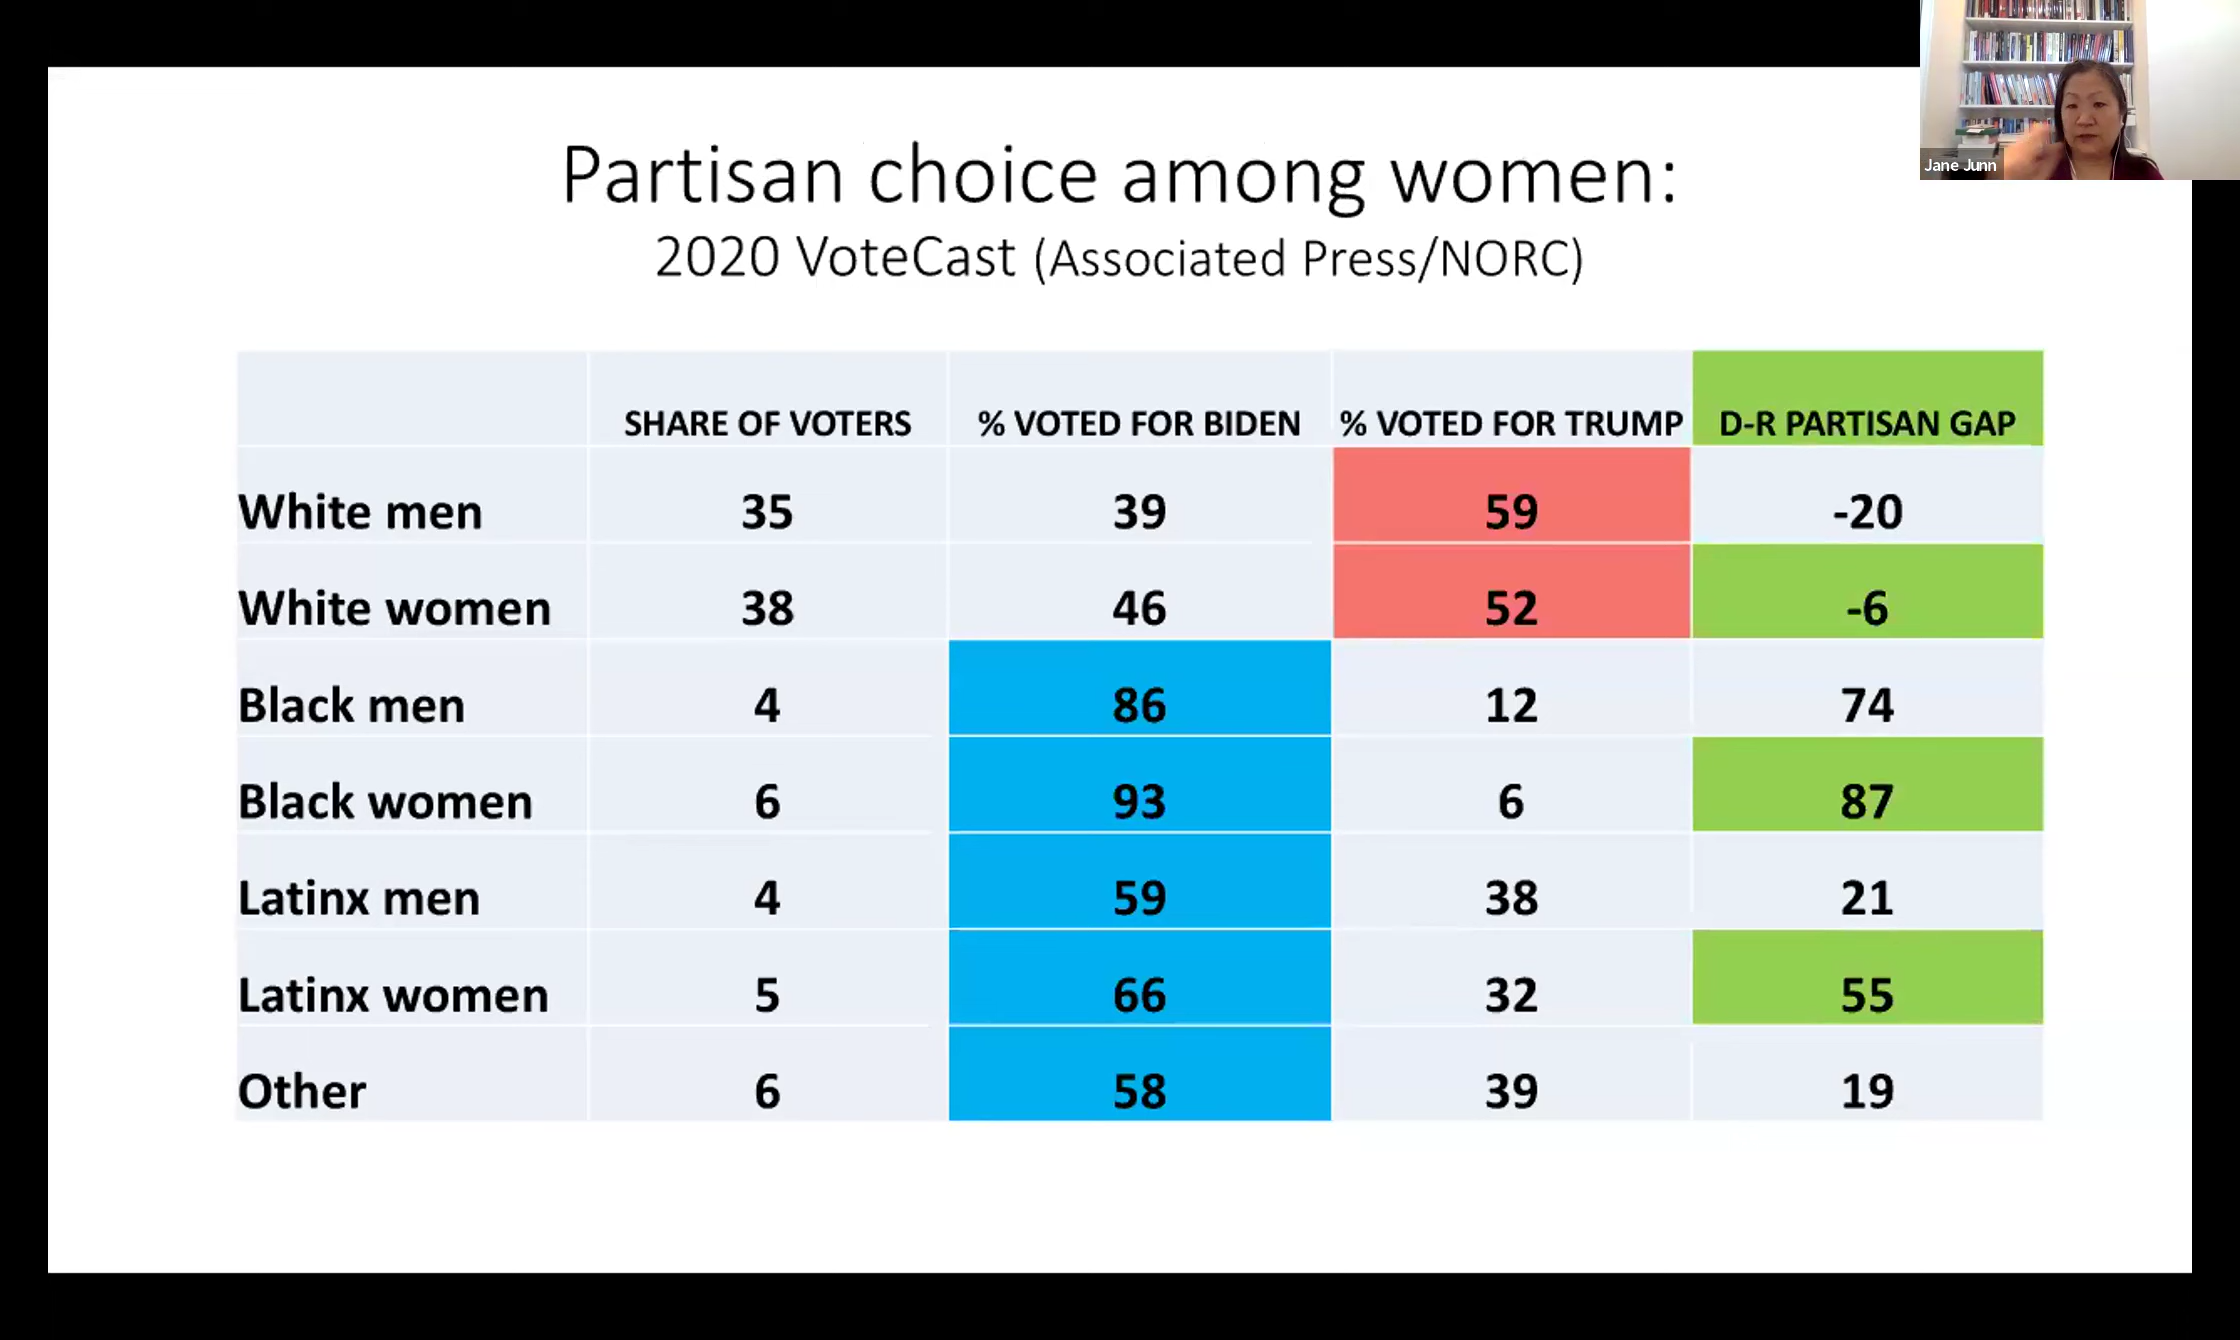 Jane Junn
Partisan choice among women:
2020 VoteCast (Associated Press/NORC)
SHARE OF VOTERS % VOTED FOR BIDEN % VOTED FOR TRUMP D-R PARTISAN GAP
White men 35 39 59 -20
White women 38 46 52 -6
Black men 4 86 12 74
Black women 6 93 6 87
Latinx men 4 59 38 21
Latinx women 5 66 32 55
Other 6 58 39 19